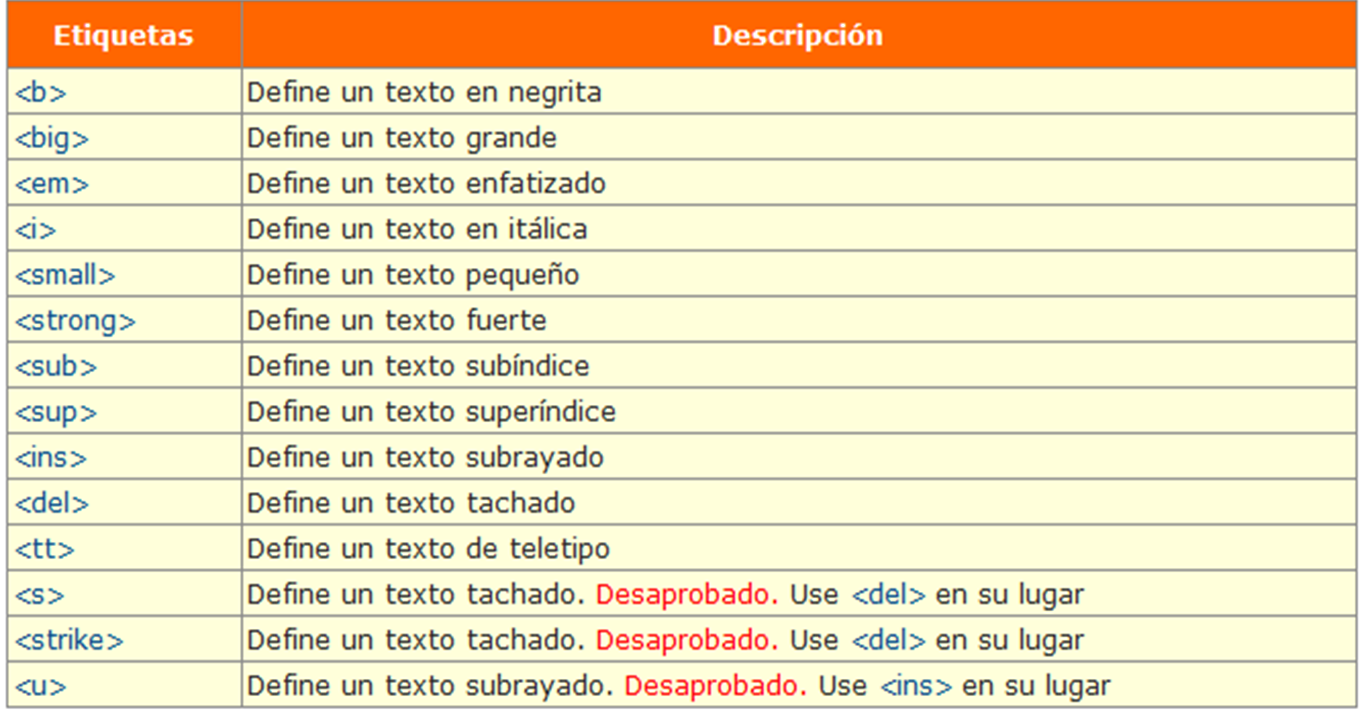 Etiquetas Descripción
<b> Define un texto en negrita
<big> Define un texto grande
<em> Define un texto enfatizado
<i> Define un texto en itálica
<small> Define un texto pequeño
<strong> Define un texto fuerte
<sub> Define un texto subíndice
<sup> Define un texto superíndice
<ins> Define un texto subrayado
<del> Define un texto tachado
<tt> Define un texto de teletipo
<s> Define un texto tachado. Desaprobado. Use <del> en su lugar
<strike> Define un texto tachado. Desaprobado. Use <del> en su lugar
<u> Define un texto subrayado. Desaprobado. Use <ins> en su lugar